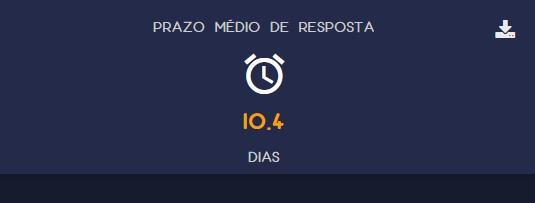 PRAZO MÉDIO DE RESPOSTA
10.4
DIAS